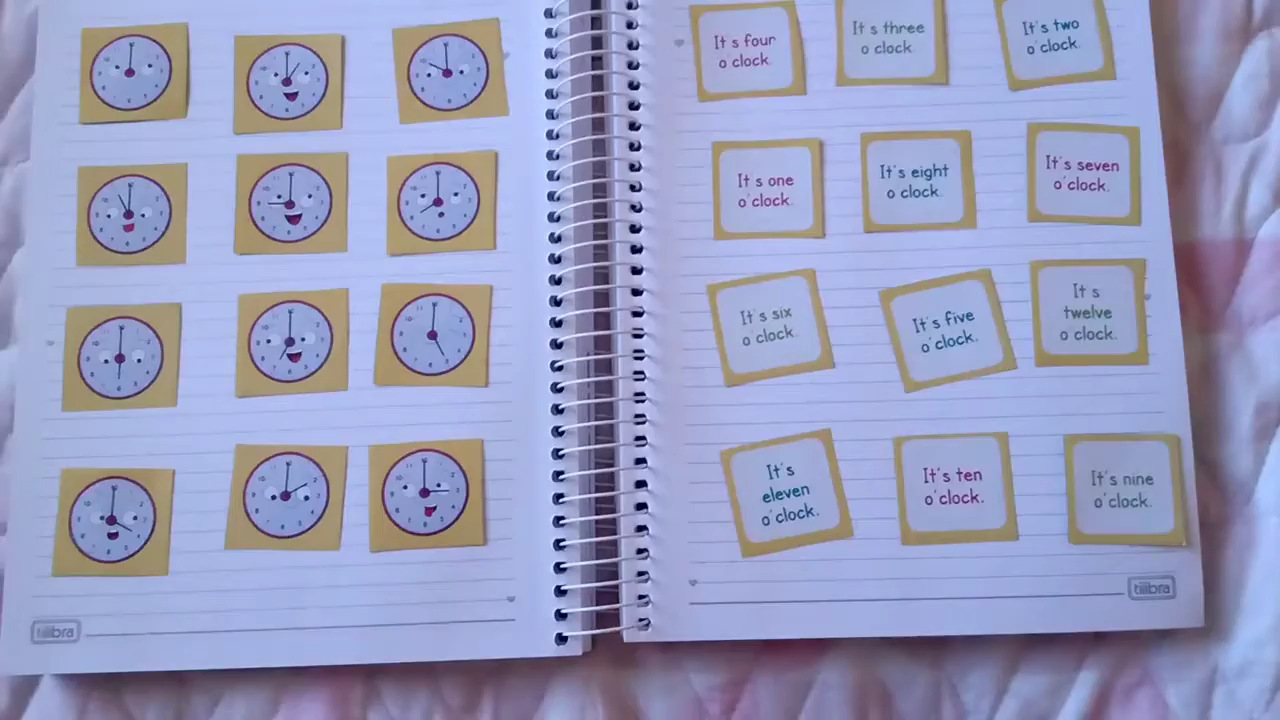 tilibra
It's four
o'clock.
It's three
o'clock.
It's two
o'clock.
It's one
o'clock.
It's eight
o'clock.
It's seven
o'clock.
It's six
o'clock.
It's five
o'clock.
It's
twelve
o'clock.
It's
eleven
o'clock.
It's ten
o'clock.
It's nine
o'clock.
tilibra